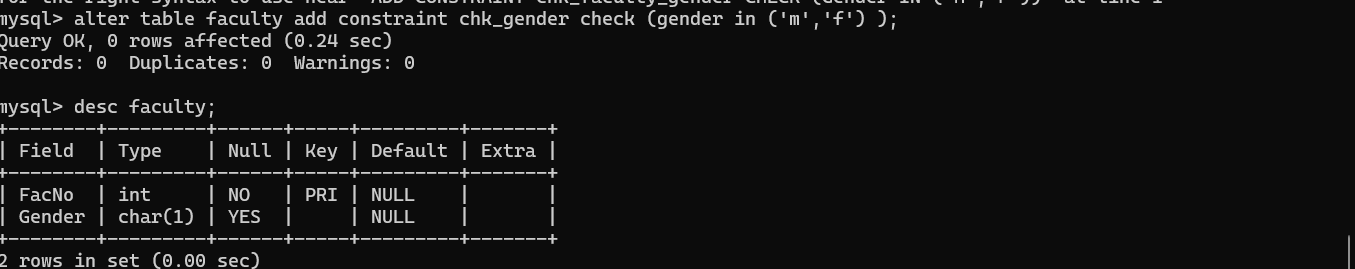 mysql> alter table faculty add constraint chk_gender check (gender in ('m','f') );
Query OK, 0 rows affected (0.24 sec)
Records: 0  Duplicates: 0  Warnings: 0
mysql> desc faculty;
+--------+---------+------+-----+---------+-------+
| Field  | Type    | Null | Key | Default | Extra |
+--------+---------+------+-----+---------+-------+
| FacNo  | int     | NO   | PRI | NULL    |       |
| Gender | char(1) | YES  |     | NULL    |       |
+--------+---------+------+-----+---------+-------+
2 rows in set (0.00 sec)